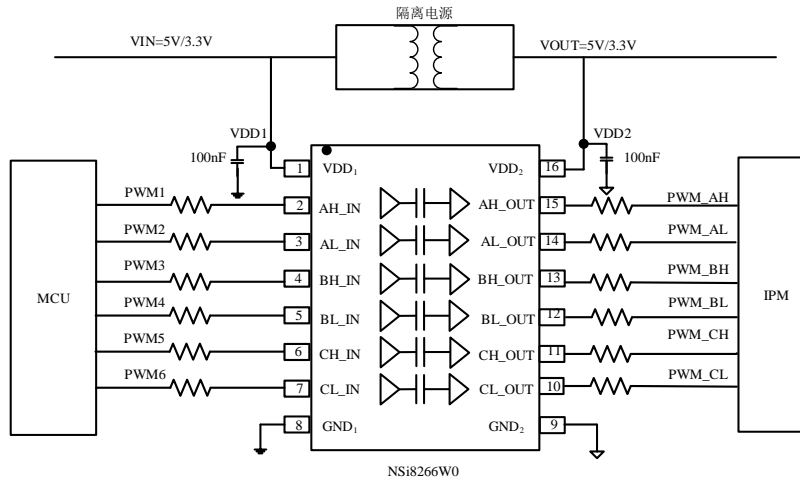 隔离电源
VIN=5V/3.3V
VOUT=5V/3.3V
VDD1
VDD2
100nF
100nF
1
VDD₁
VDD₂
16
PWM1
2
AH_IN
AH_OUT
15
PWM_AH
PWM2
3
AL_IN
AL_OUT
14
PWM_AL
PWM3
4
BH_IN
BH_OUT
13
PWM_BH
MCU
IPM
PWM4
5
BL_IN
BL_OUT
12
PWM_BL
PWM5
6
CH_IN
CH_OUT
11
PWM_CH
PWM6
7
CL_IN
CL_OUT
10
PWM_CL
8
GND₁
GND₂
9
NSi8266W0